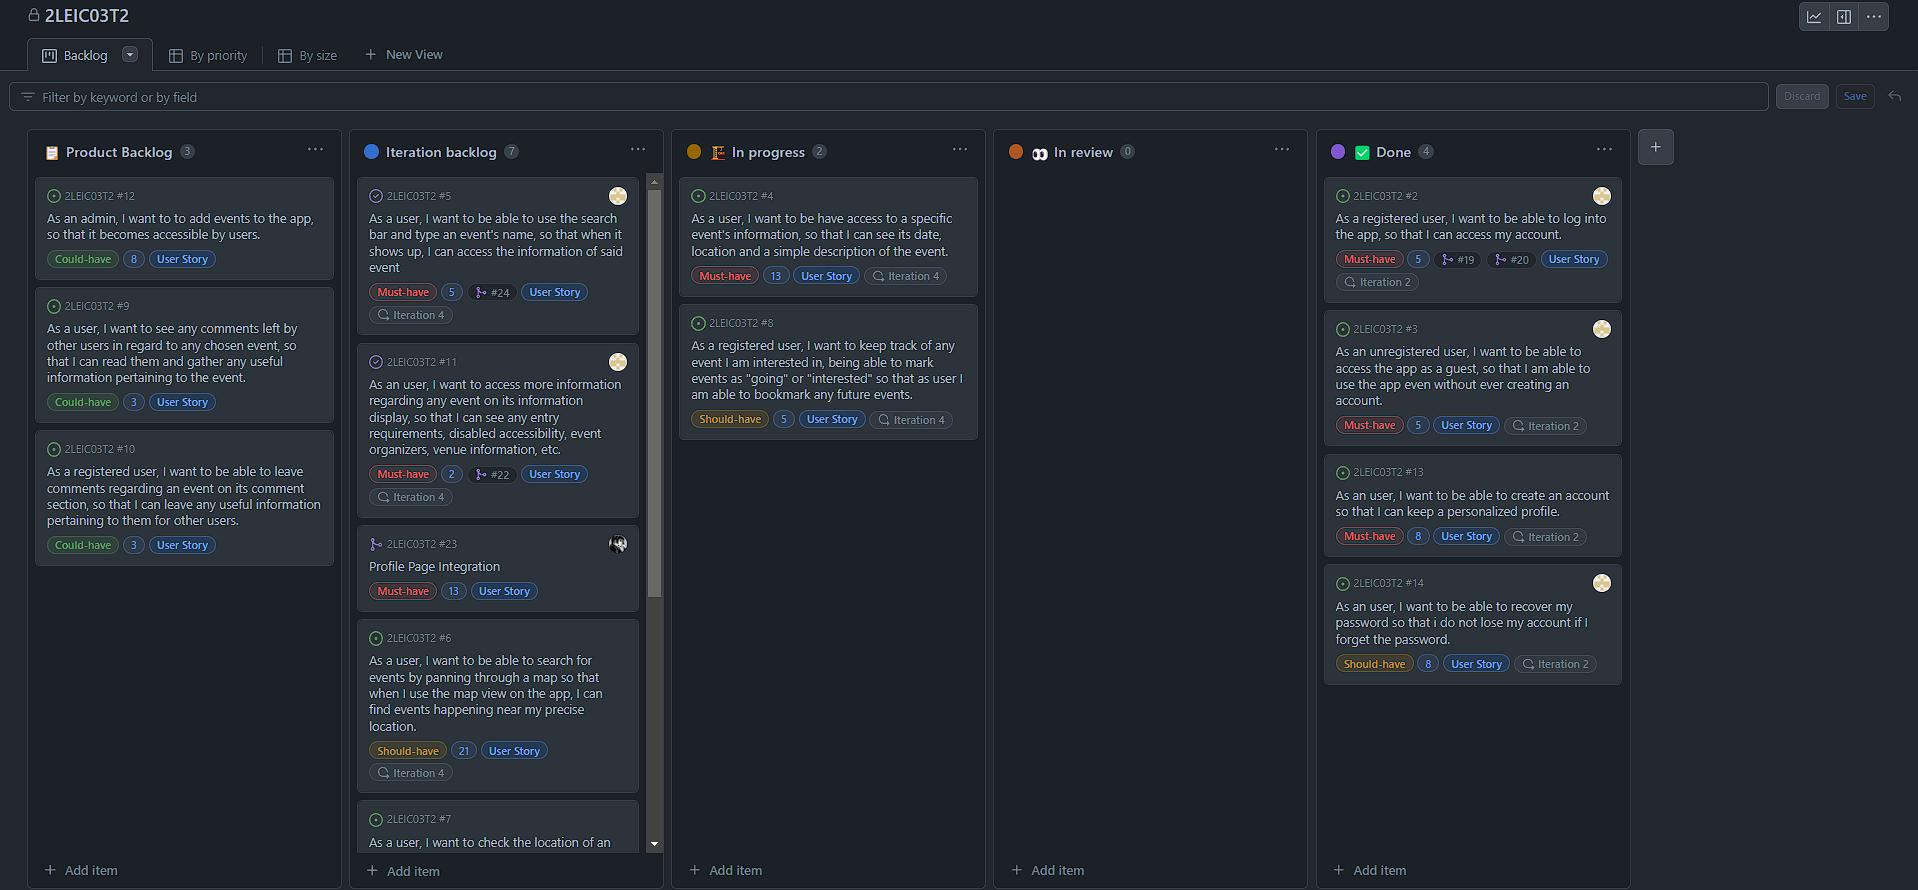 2LEIC03T2
Backlog
By priority
By size
New View
Filter by keyword or by field
Discard
Save
Product Backlog 3
2LEIC03T2 #12
As an admin, I want to to add events to the app,
so that it becomes accessible by users.
Could-have 8 User Story
2LEIC03T2 #9
As a user, I want to see any comments left by
other users in regard to any chosen event, so
that I can read them and gather any useful
information pertaining to the event.
Could-have 3 User Story
2LEIC03T2 #10
As a registered user, I want to be able to leave
comments regarding an event on its comment
section, so that I can leave any useful information
pertaining to them for other users.
Could-have 3 User Story
Add item
Iteration backlog 7
2LEIC03T2 #5
As a user, I want to be able to use the search
bar and type an event's name, so that when it
shows up, I can access the information of said
event
Must-have 5 #24 User Story
Iteration 4
2LEIC03T2 #11
As an user, I want to access more information
regarding any event on its information
display, so that I can see any entry
requirements, disabled accessibility, event
organizers, venue information, etc.
Must-have 2 #22 User Story
Iteration 4
2LEIC03T2 #23
Profile Page Integration
Must-have 13 User Story
2LEIC03T2 #6
As a user, I want to be able to search for
events by panning through a map so that
when I use the map view on the app, I can
find events happening near my precise
location.
Should-have 21 User Story
Iteration 4
2LEIC03T2 #7
As a user, I want to check the location of an
Add item
In progress 2
2LEIC03T2 #4
As a user, I want to be have access to a specific
event's information, so that I can see its date,
location and a simple description of the event.
Must-have 13 User Story Iteration 4
2LEIC03T2 #8
As a registered user, I want to keep track of any
event I am interested in, being able to mark
events as "going" or "interested" so that as user I
am able to bookmark any future events.
Should-have 5 User Story Iteration 4
Add item
In review 0
Add item
Done 4
2LEIC03T2 #2
As a registered user, I want to be able to log into
the app, so that I can access my account.
Must-have 5 #19 #20 User Story
Iteration 2
2LEIC03T2 #3
As an unregistered user, I want to be able to
access the app as a guest, so that I am able to
use the app even without ever creating an
account.
Must-have 5 User Story Iteration 2
2LEIC03T2 #13
As an user, I want to be able to create an account
so that I can keep a personalized profile.
Must-have 8 User Story Iteration 2
2LEIC03T2 #14
As an user, I want to be able to recover my
password so that i do not lose my account if I
forget the password.
Should-have 8 User Story Iteration 2
Add item